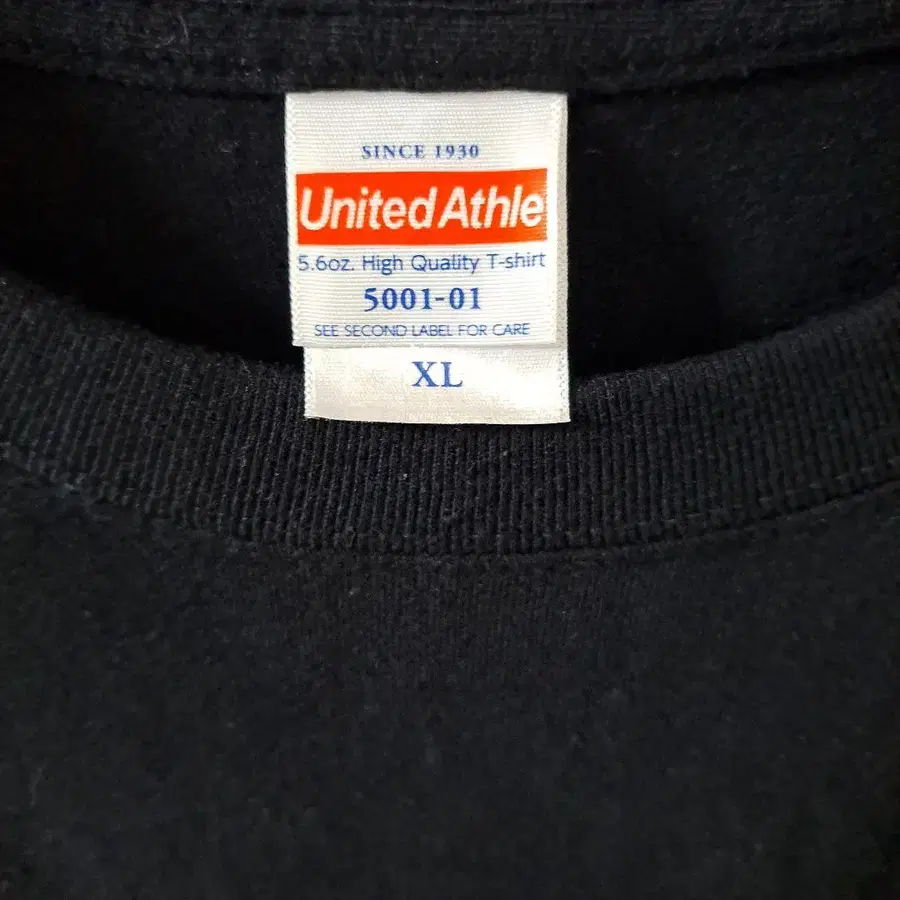 SINCE 1930
United Athle
5.6oz. High Quality T-shirt
5001-01
SEE SECOND LABEL FOR CARE
XL